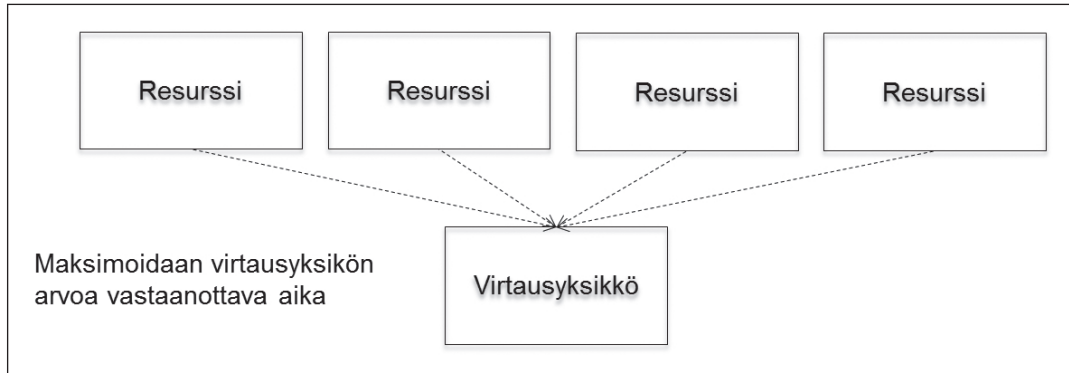 Resurssi Resurssi Resurssi Resurssi
Maksimoidaan virtausyksikön
arvoa vastaanottava aika
Virtausyksikkö